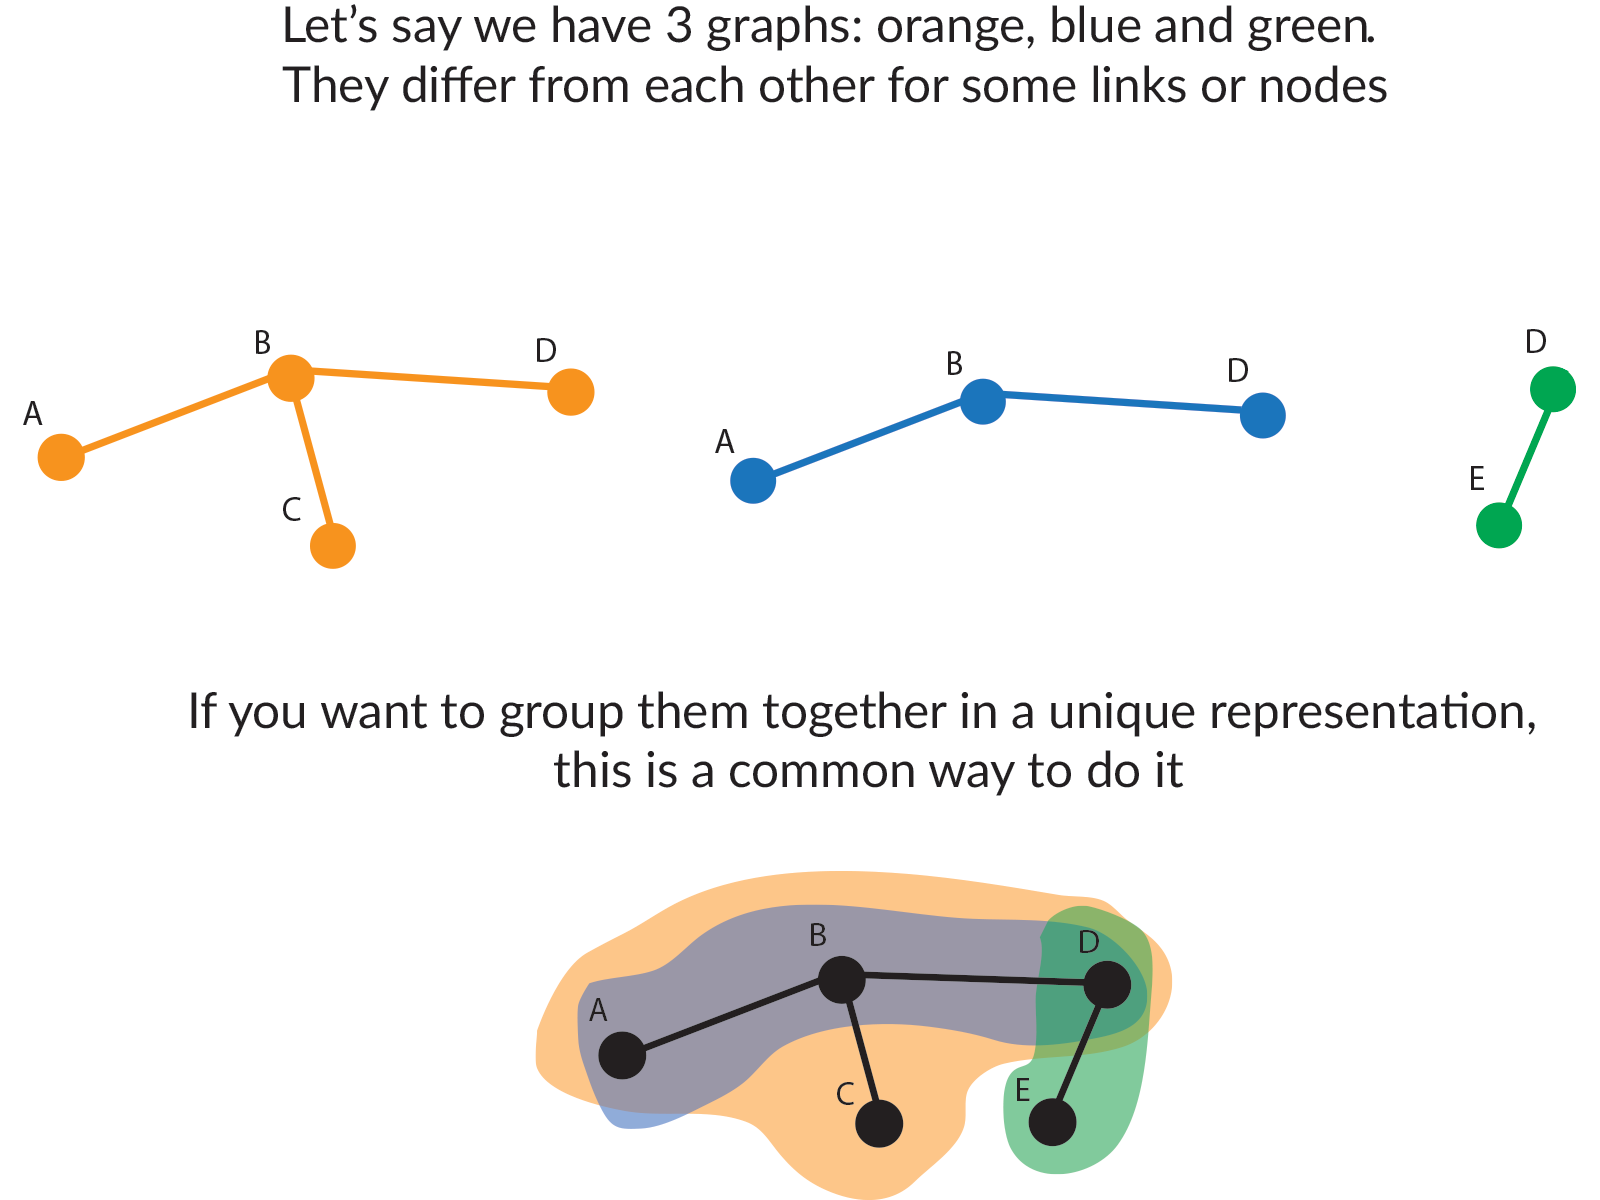 Let's say we have 3 graphs: orange, blue and green.
They differ from each other for some links or nodes
B
D
A
C
B
D
A
D
E
If you want to group them together in a unique representation,
this is a common way to do it
B
D
A
C
E